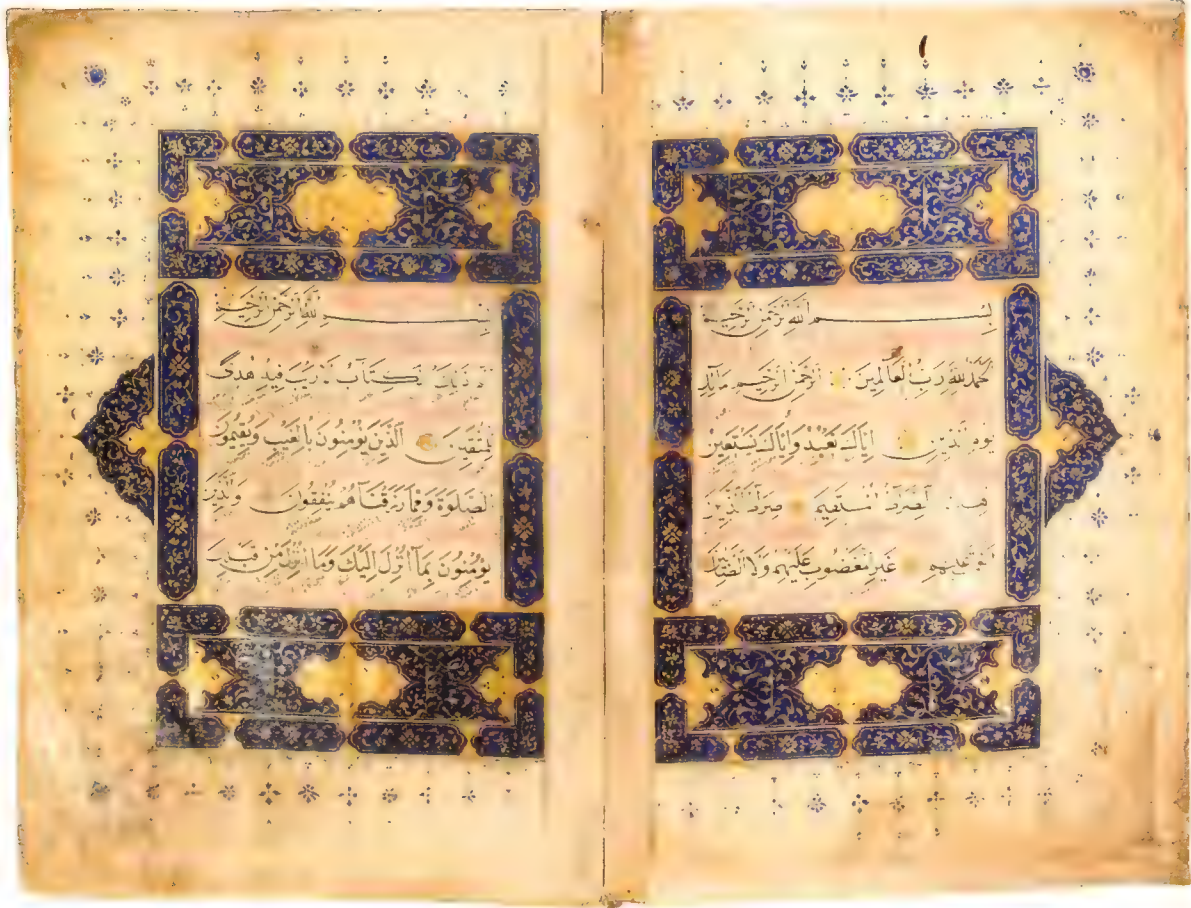 بسم الله الرحمن الرحيم
الحمد لله رب العالمين الرحمن الرحيم مالك
يوم الدين اياك نعبد واياك نستعين
اهدنا الصراط المستقيم صراط الذين
انعمت عليهم غير المغضوب عليهم ولا الضالين
بسم الله الرحمن الرحيم
الم ذلك الكتاب لا ريب فيه هدى
للمتقين الذين يؤمنون بالغيب ويقيمون
الصلوة ومما رزقناهم ينفقون والذين
يؤمنون بما انزل اليك وما انزل من قبلك